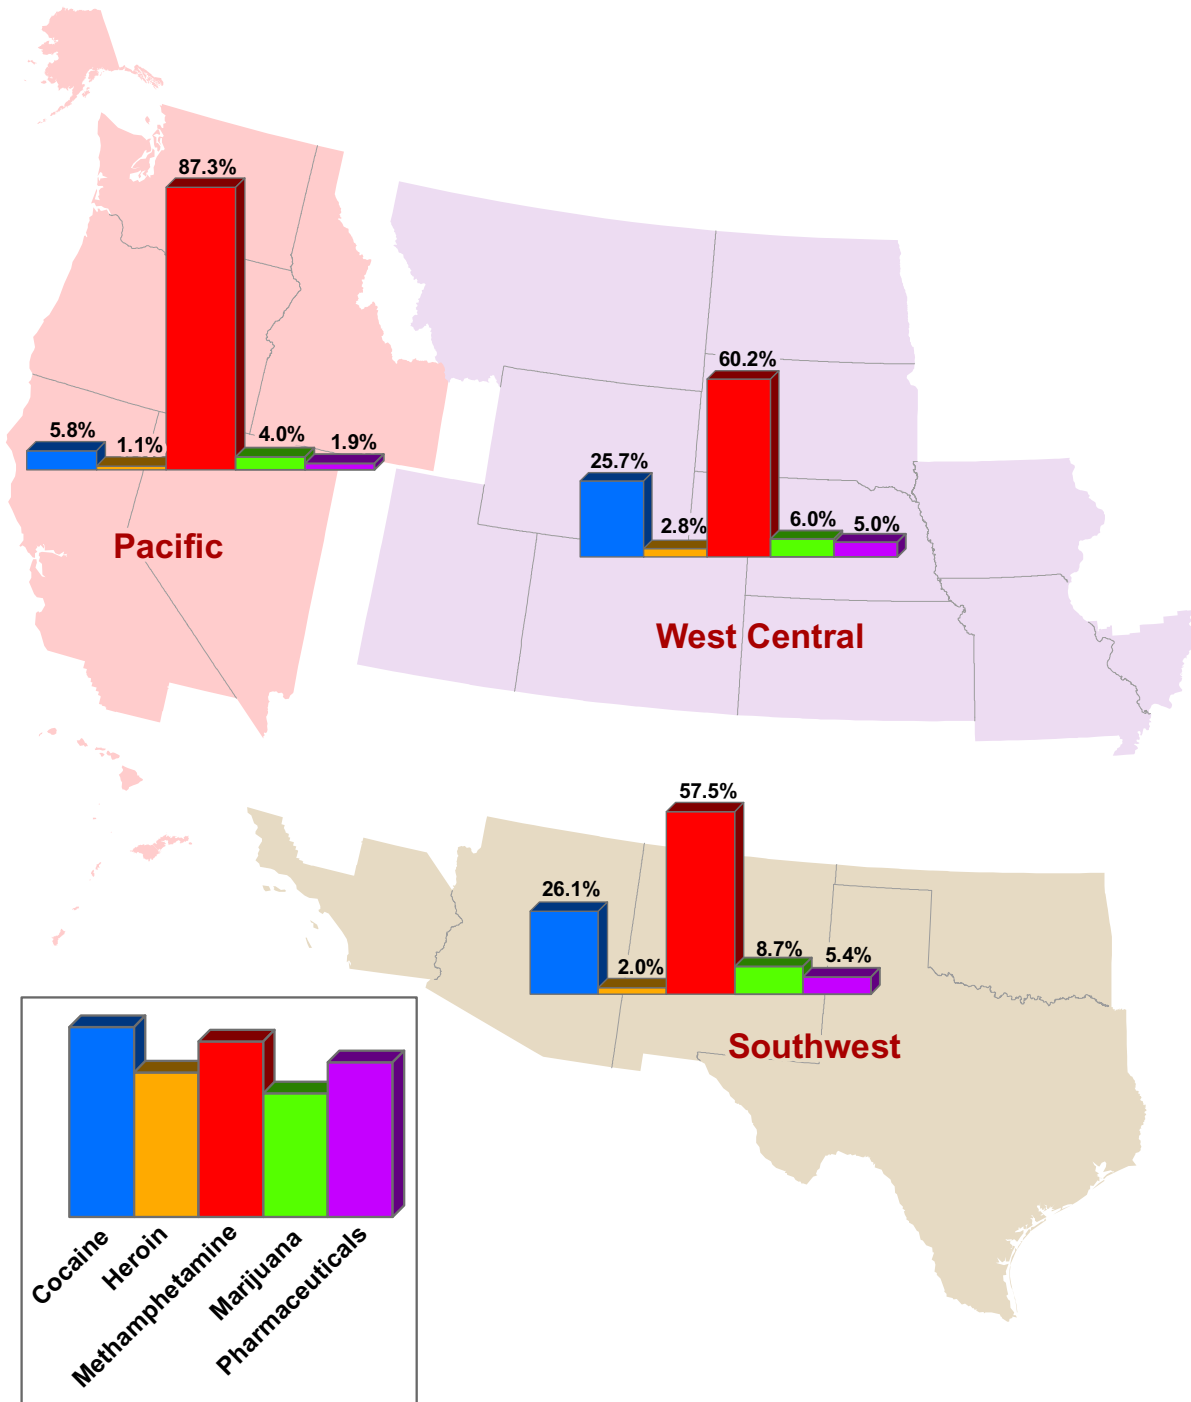 87.3%
5.8%
1.1%
4.0%
1.9%
Pacific
60.2%
25.7%
2.8%
6.0%
5.0%
West Central
57.5%
26.1%
2.0%
8.7%
5.4%
Southwest
Cocaine
Heroin
Methamphetamine
Marijuana
Pharmaceuticals